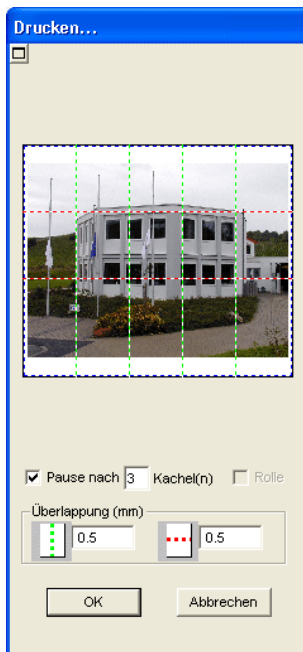 Drucken...
Pause nach 3 Kachel(n) Rolle
Überlappung (mm)
0.5 0.5
OK Abbrechen